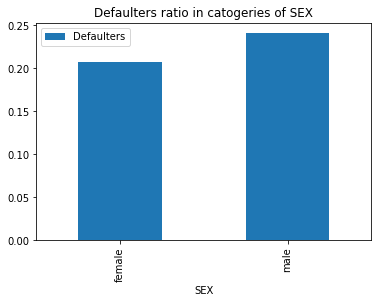 Defaulters ratio in catogeries of SEX
Defaulters
0.25
0.20
0.15
0.10
0.05
0.00
female
male
SEX